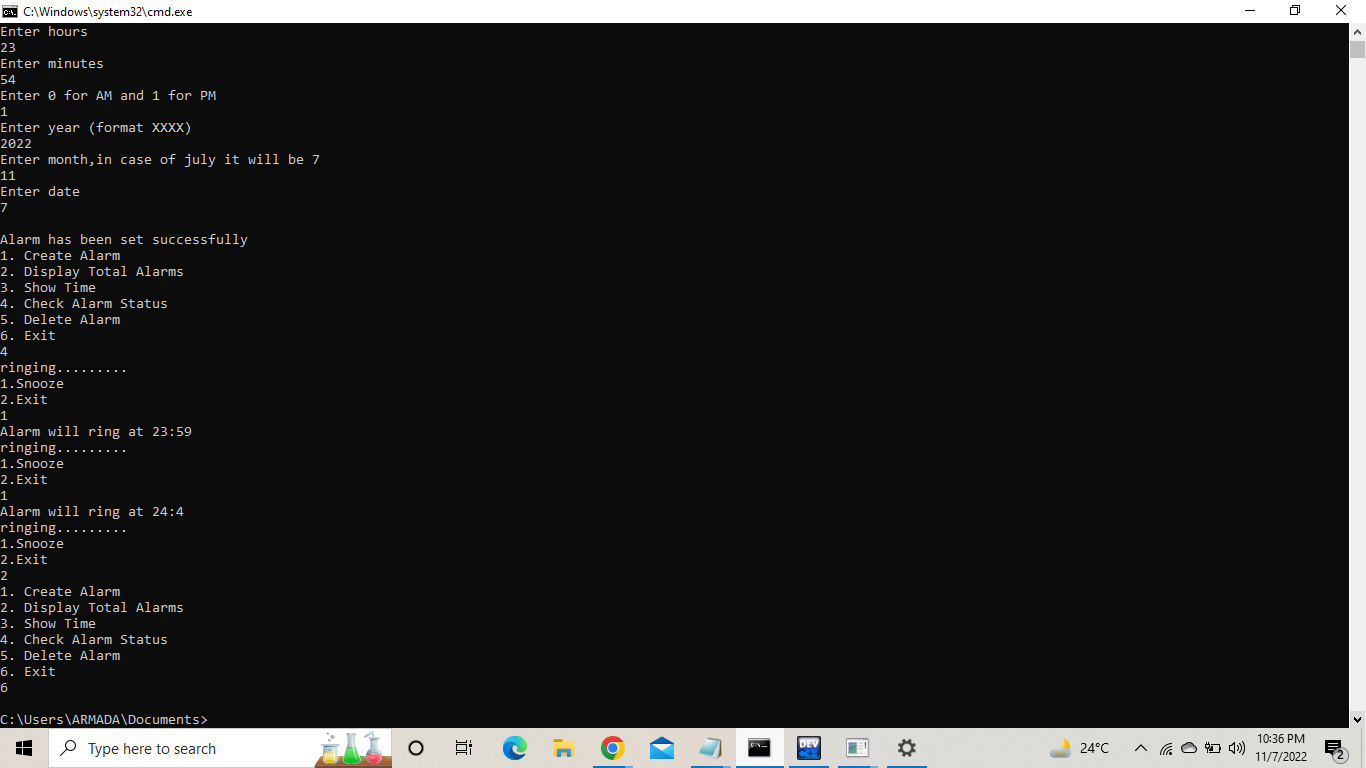 C:\Windows\system32\cmd.exe
Enter hours
23
Enter minutes
54
Enter 0 for AM and 1 for PM
1
Enter year (format XXXX)
2022
Enter month,in case of july it will be 7
11
Enter date
7
Alarm has been set successfully
1. Create Alarm
2. Display Total Alarms
3. Show Time
4. Check Alarm Status
5. Delete Alarm
6. Exit
4
ringing.........
1.Snooze
2.Exit
1
Alarm will ring at 23:59
ringing.........
1.Snooze
2.Exit
1
Alarm will ring at 24:4
ringing.........
1.Snooze
2.Exit
2
1. Create Alarm
2. Display Total Alarms
3. Show Time
4. Check Alarm Status
5. Delete Alarm
6. Exit
6
C:\Users\ARMADA\Documents>
Type here to search
DEV
24°C
10:36 PM
11/7/2022
2